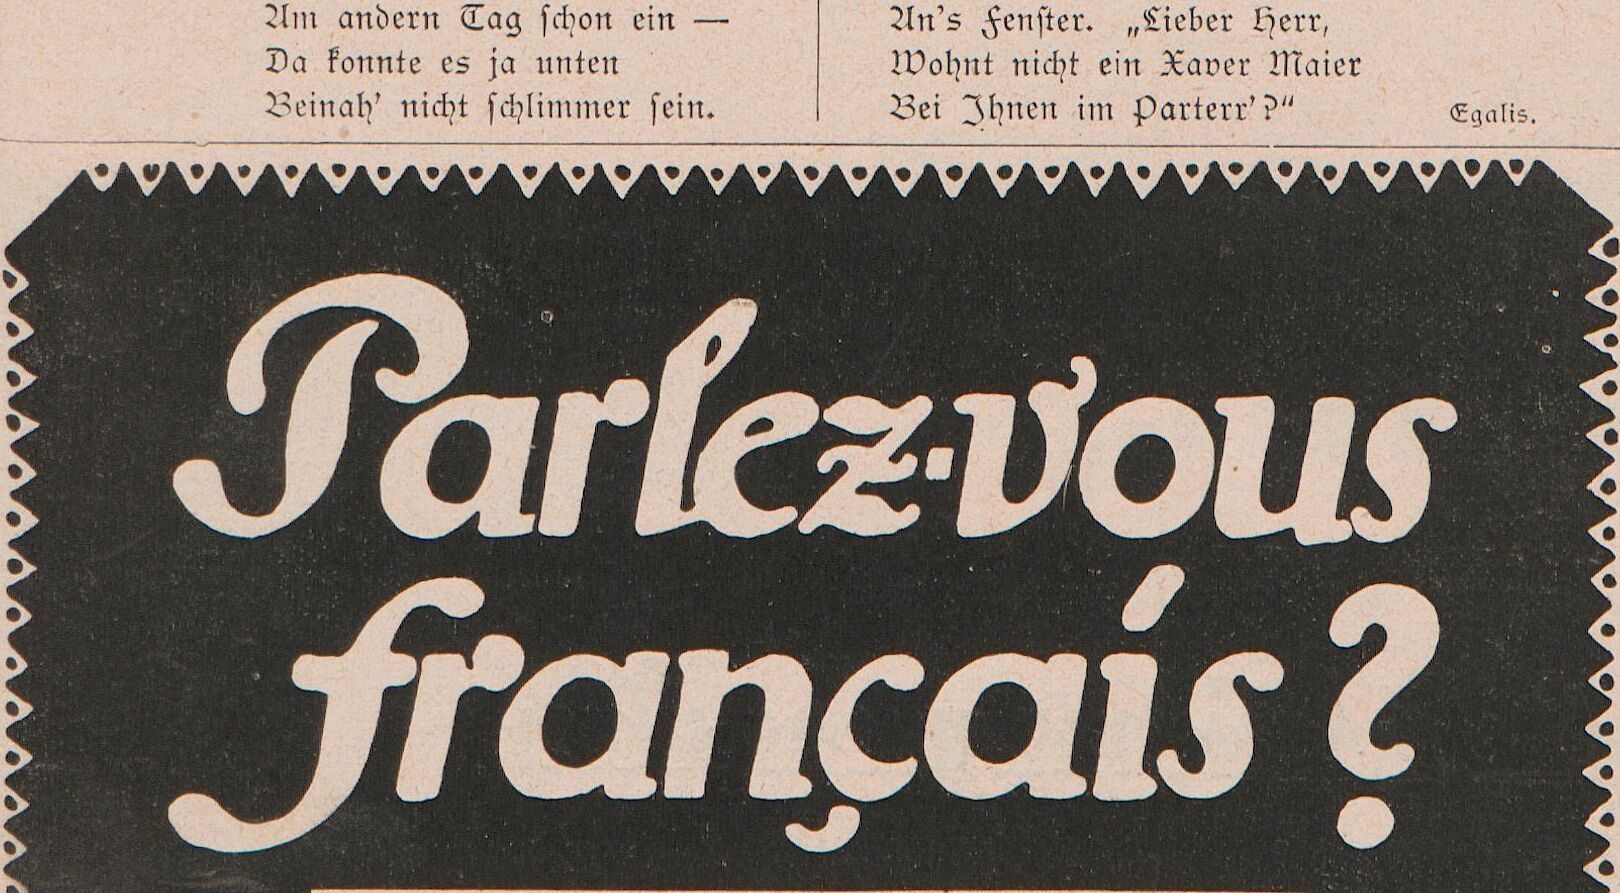 Am andern Tag schon ein —
Da konnte es ja unten
Beinah' nicht schlimmer sein.
An's Fenster. „Lieber Herr,
Wohnt nicht ein Xaver Maier
Bei Ihnen im Parterr'?“
Egalis.
Parlez-vous
français?